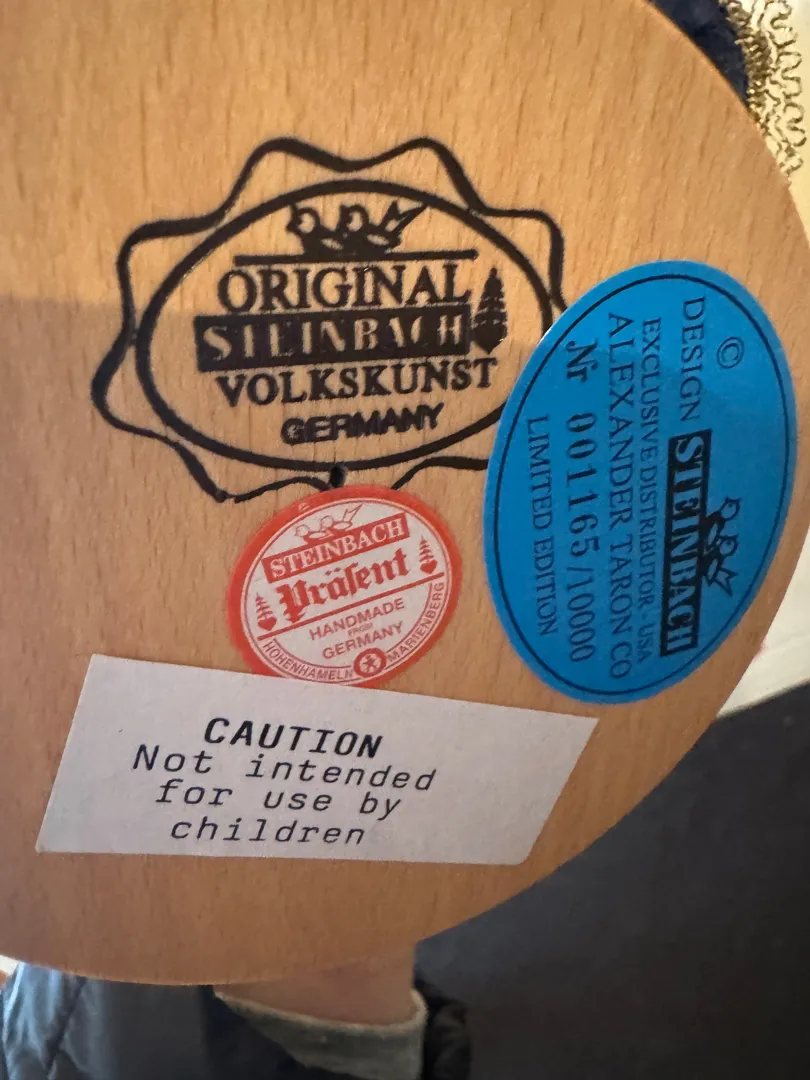 ORIGINAL
STEINBACH
VOLKSKUNST
GERMANY
STEINBACH
Präsent
HANDMADE
FROM
GERMANY
HOHENHAMELN MARIENBERG
©
DESIGN STEINBACH
EXCLUSIVE DISTRIBUTOR - USA
ALEXANDER TARON CO
Nr 001165/10000
LIMITED EDITION
CAUTION
Not intended
for use by
children